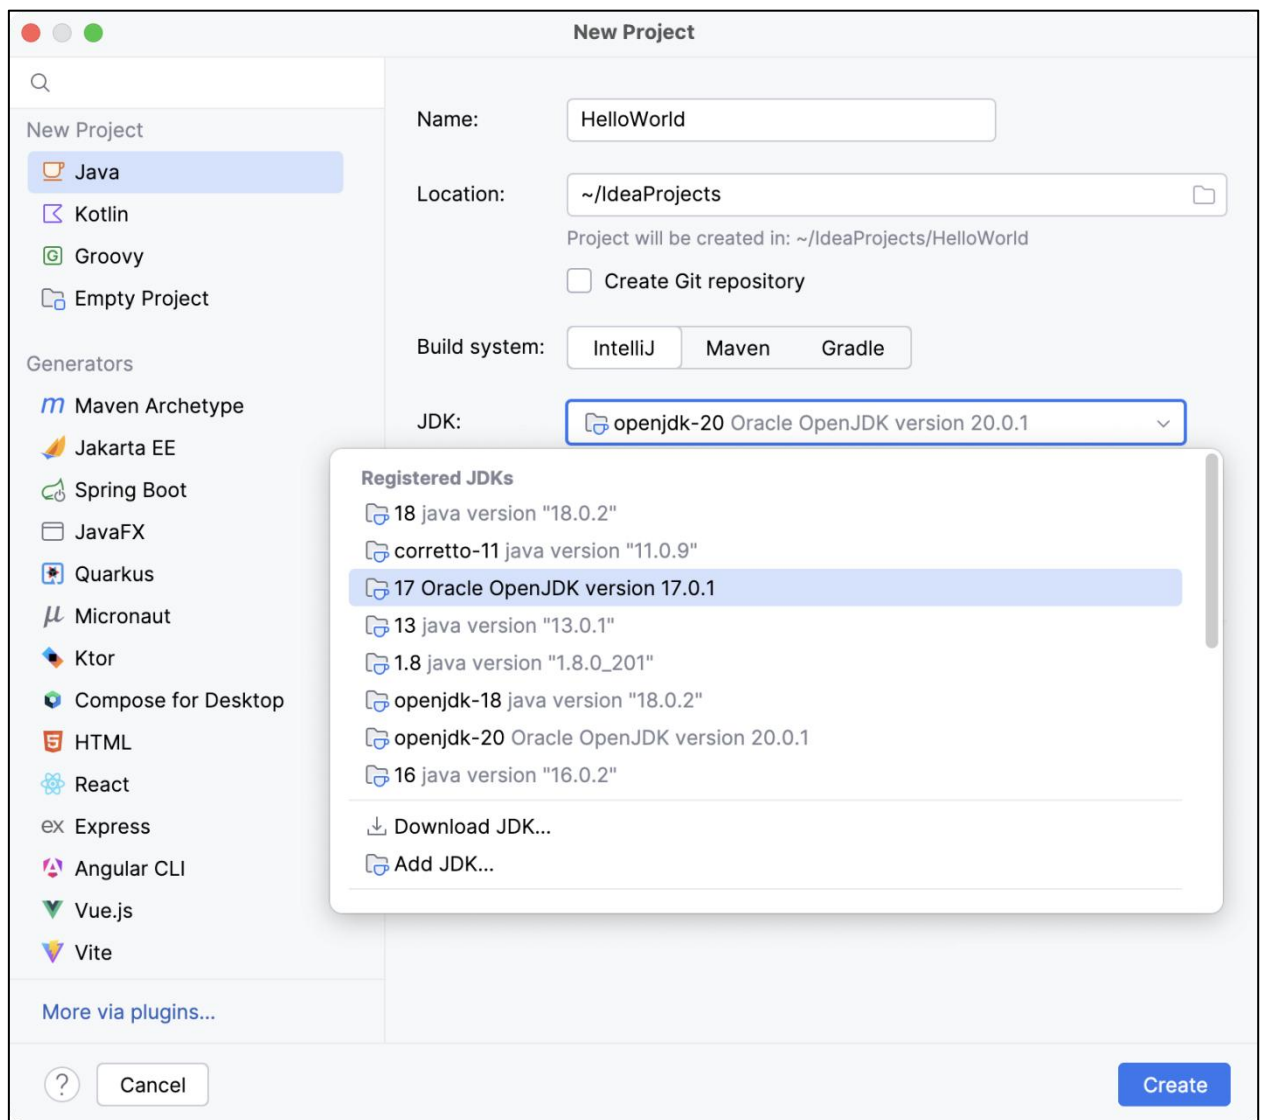 New Project
New Project
Java
Kotlin
Groovy
Empty Project
Generators
Maven Archetype
Jakarta EE
Spring Boot
JavaFX
Quarkus
Micronaut
Ktor
Compose for Desktop
HTML
React
ex Express
Angular CLI
Vue.js
Vite
More via plugins...
Name: HelloWorld
Location: ~/IdeaProjects
Project will be created in: ~/IdeaProjects/HelloWorld
Create Git repository
Build system: IntelliJ Maven Gradle
JDK: openjdk-20 Oracle OpenJDK version 20.0.1
Registered JDKs
18 java version "18.0.2"
corretto-11 java version "11.0.9"
17 Oracle OpenJDK version 17.0.1
13 java version "13.0.1"
1.8 java version "1.8.0_201"
openjdk-18 java version "18.0.2"
openjdk-20 Oracle OpenJDK version 20.0.1
16 java version "16.0.2"
Download JDK...
Add JDK...
? Cancel Create